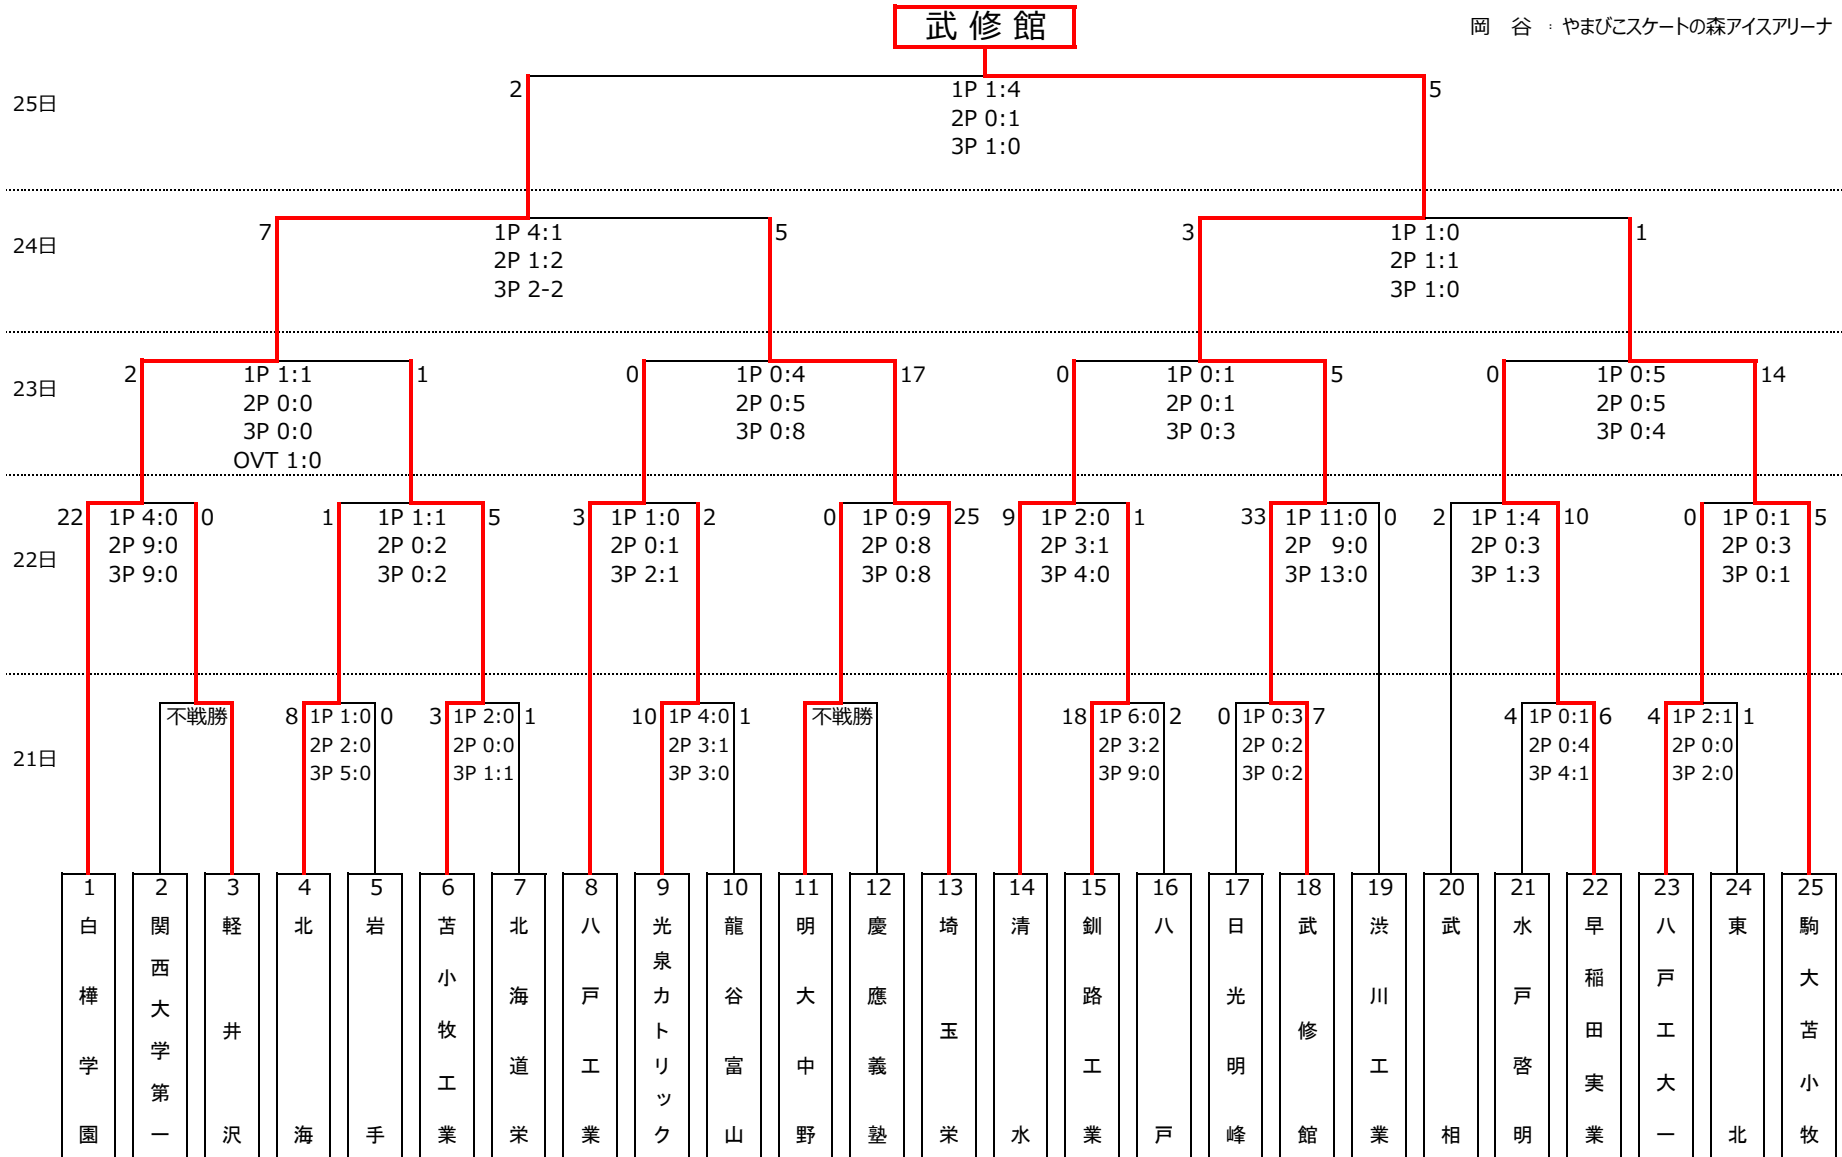 武修館
岡　谷　：やまびこスケートの森アイスアリーナ
25日
2 1P 1:4 5
2P 0:1
3P 1:0
24日
7 1P 4:1 5
2P 1:2
3P 2-2
3 1P 1:0 1
2P 1:1
3P 1:0
23日
2 1P 1:1 1
2P 0:0
3P 0:0
OVT 1:0
0 1P 0:4 17
2P 0:5
3P 0:8
0 1P 0:1 5
2P 0:1
3P 0:3
0 1P 0:5 14
2P 0:5
3P 0:4
22日
22 1P 4:0 0
2P 9:0
3P 9:0
1 1P 1:1 5
2P 0:2
3P 0:2
3 1P 1:0 2
2P 0:1
3P 2:1
0 1P 0:9 25
2P 0:8
3P 0:8
9 1P 2:0 1
2P 3:1
3P 4:0
33 1P 11:0 0
2P 9:0
3P 13:0
2 1P 1:4 10
2P 0:3
3P 1:3
0 1P 0:1 5
2P 0:3
3P 0:1
21日
不戦勝
8 1P 1:0 0
2P 2:0
3P 5:0
3 1P 2:0 1
2P 0:0
3P 1:1
10 1P 4:0 1
2P 3:1
3P 3:0
不戦勝
18 1P 6:0 2
2P 3:2
3P 9:0
0 1P 0:3 7
2P 0:2
3P 0:2
4 1P 0:1 6
2P 0:4
3P 4:1
4 1P 2:1 1
2P 0:0
3P 2:0
1 白樺学園
2 関西大学第一
3 軽井沢
4 北海
5 岩手
6 苫小牧工業
7 北海道栄
8 八戸工業
9 光泉カトリック
10 龍谷富山
11 明大中野
12 慶應義塾
13 埼玉栄
14 清水
15 釧路工業
16 八戸
17 日光明峰
18 武修館
19 渋川工業
20 武相
21 水戸啓明
22 早稲田実業
23 八戸工大一
24 東北
25 駒大苫小牧